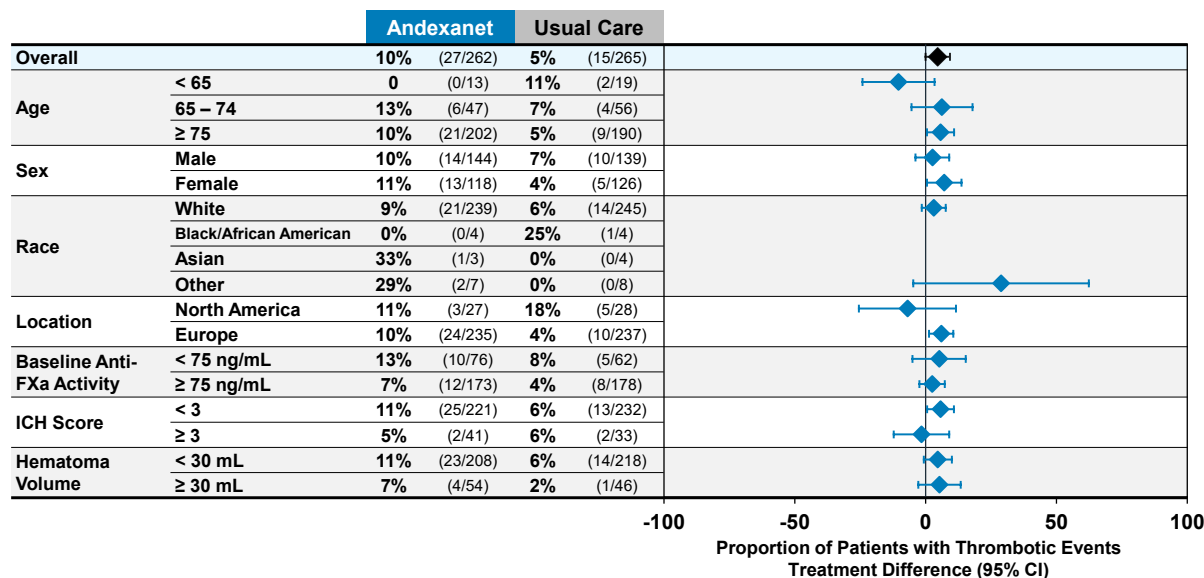 Andexanet Usual Care
Overall 10% (27/262) 5% (15/265)
Age
< 65 0 (0/13) 11% (2/19)
65 – 74 13% (6/47) 7% (4/56)
≥ 75 10% (21/202) 5% (9/190)
Sex
Male 10% (14/144) 7% (10/139)
Female 11% (13/118) 4% (5/126)
Race
White 9% (21/239) 6% (14/245)
Black/African American 0% (0/4) 25% (1/4)
Asian 33% (1/3) 0% (0/4)
Other 29% (2/7) 0% (0/8)
Location
North America 11% (3/27) 18% (5/28)
Europe 10% (24/235) 4% (10/237)
Baseline Anti-
FXa Activity
< 75 ng/mL 13% (10/76) 8% (5/62)
≥ 75 ng/mL 7% (12/173) 4% (8/178)
ICH Score
< 3 11% (25/221) 6% (13/232)
≥ 3 5% (2/41) 6% (2/33)
Hematoma
Volume
< 30 mL 11% (23/208) 6% (14/218)
≥ 30 mL 7% (4/54) 2% (1/46)
-100 -50 0 50 100
Proportion of Patients with Thrombotic Events
Treatment Difference (95% CI)